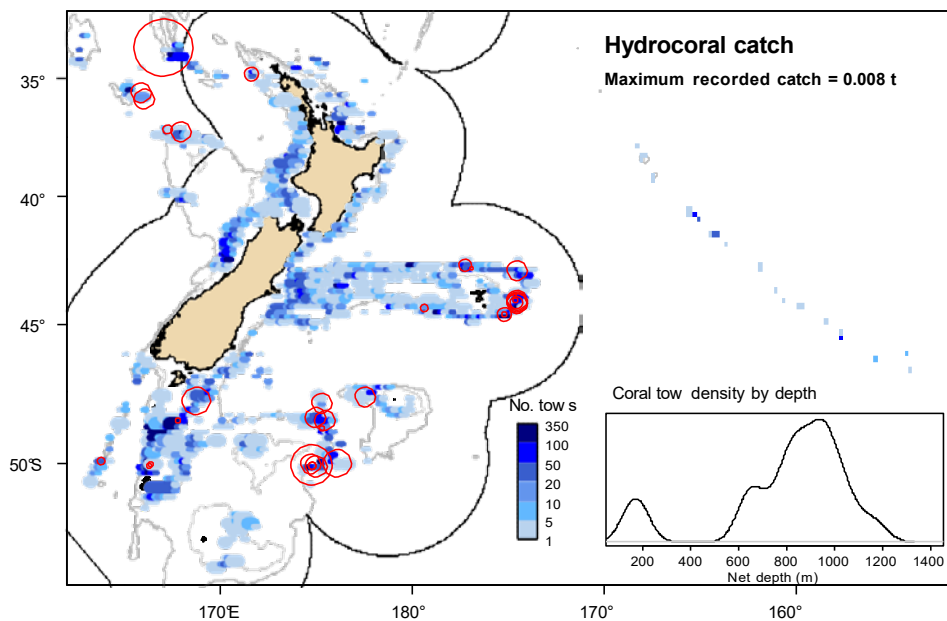 Hydrocoral catch
Maximum recorded catch = 0.008 t
35°
40°
45°
50°S
170°E
180°
170°
160°
No. tow s
350
100
50
20
10
5
1
Coral tow density by depth
200
400
600
800
1000
1200
1400
Net depth (m)